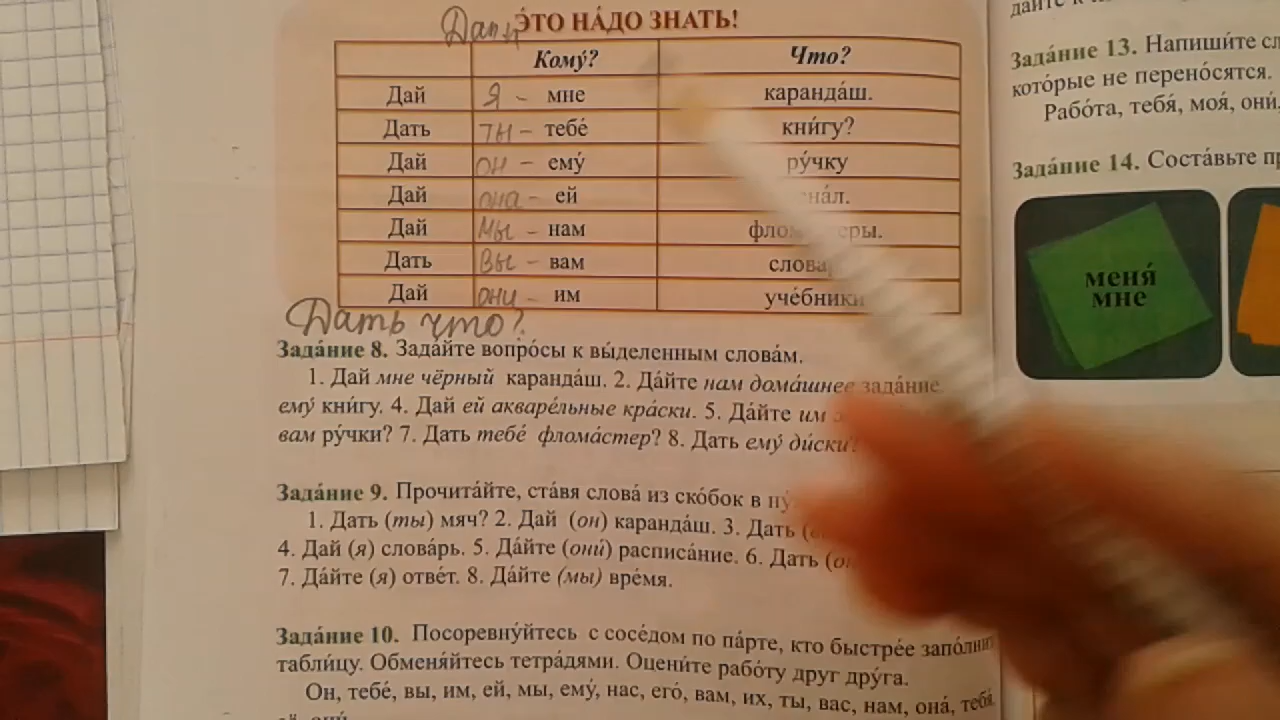 Дать ЭТО НА́ДО ЗНАТЬ!
Кому́? Что?
Дай я – мне каранда́ш.
Дать ты – тебе́ кни́гу?
Дай он – ему́ ру́чку
Дай она – ей
Дай мы – нам
Дать вы – вам
Дай они – им уче́бники
Дать что?
Зада́ние 8. Зада́йте вопро́сы к вы́деленным слова́м.
1. Дай мне чёрный каранда́ш. 2. Да́йте нам дома́шнее зада́ние.
ему́ кни́гу. 4. Дай ей акваре́льные кра́ски. 5. Да́йте им
вам ру́чки? 7. Дать тебе́ флома́стер? 8. Дать ему́ ди́ски?
Зада́ние 9. Прочита́йте, ста́вя слова́ из ско́бок в
1. Дать (ты) мяч? 2. Дай (он) каранда́ш. 3. Дать
4. Дай (я) слова́рь. 5. Да́йте (они́) расписа́ние. 6. Дать
7. Да́йте (я) отве́т. 8. Да́йте (мы) вре́мя.
Зада́ние 10. Посоревну́йтесь с сосе́дом по па́рте, кто быстре́е запо́лнит
табли́цу. Обменя́йтесь тетра́дями. Оцени́те рабо́ту друг дру́га.
Он, тебе́, вы, им, ей, мы, ему́, нас, его́, вам, их, ты, вас, нам, она́, тебя́,
Зада́ние 13. Напиши́те
кото́рые не перено́сятся.
Рабо́та, тебя́, моя́, они́,
Зада́ние 14. Соста́вьте
меня́
мне